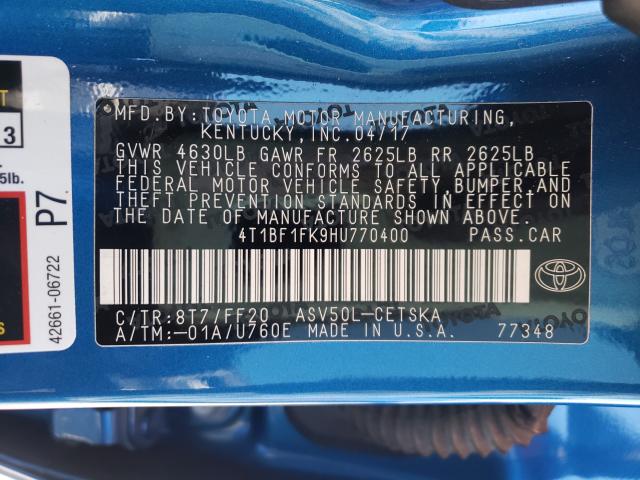 MFD.BY:TOYOTA MOTOR MANUFACTURING,
KENTUCKY,INC. 04/17
GVWR 4630LB GAWR FR 2625LB RR 2625LB
THIS VEHICLE CONFORMS TO ALL APPLICABLE
FEDERAL MOTOR VEHICLE SAFETY,BUMPER,AND
THEFT PREVENTION STANDARDS IN EFFECT ON
THE DATE OF MANUFACTURE SHOWN ABOVE.
4T1BF1FK9HU770400 PASS.CAR
C/TR:8T7/FF20 ASV50L-CETSKA
A/TM:-01A/U760E MADE IN U.S.A. 77348
3
5lb.
P7
42661-06722